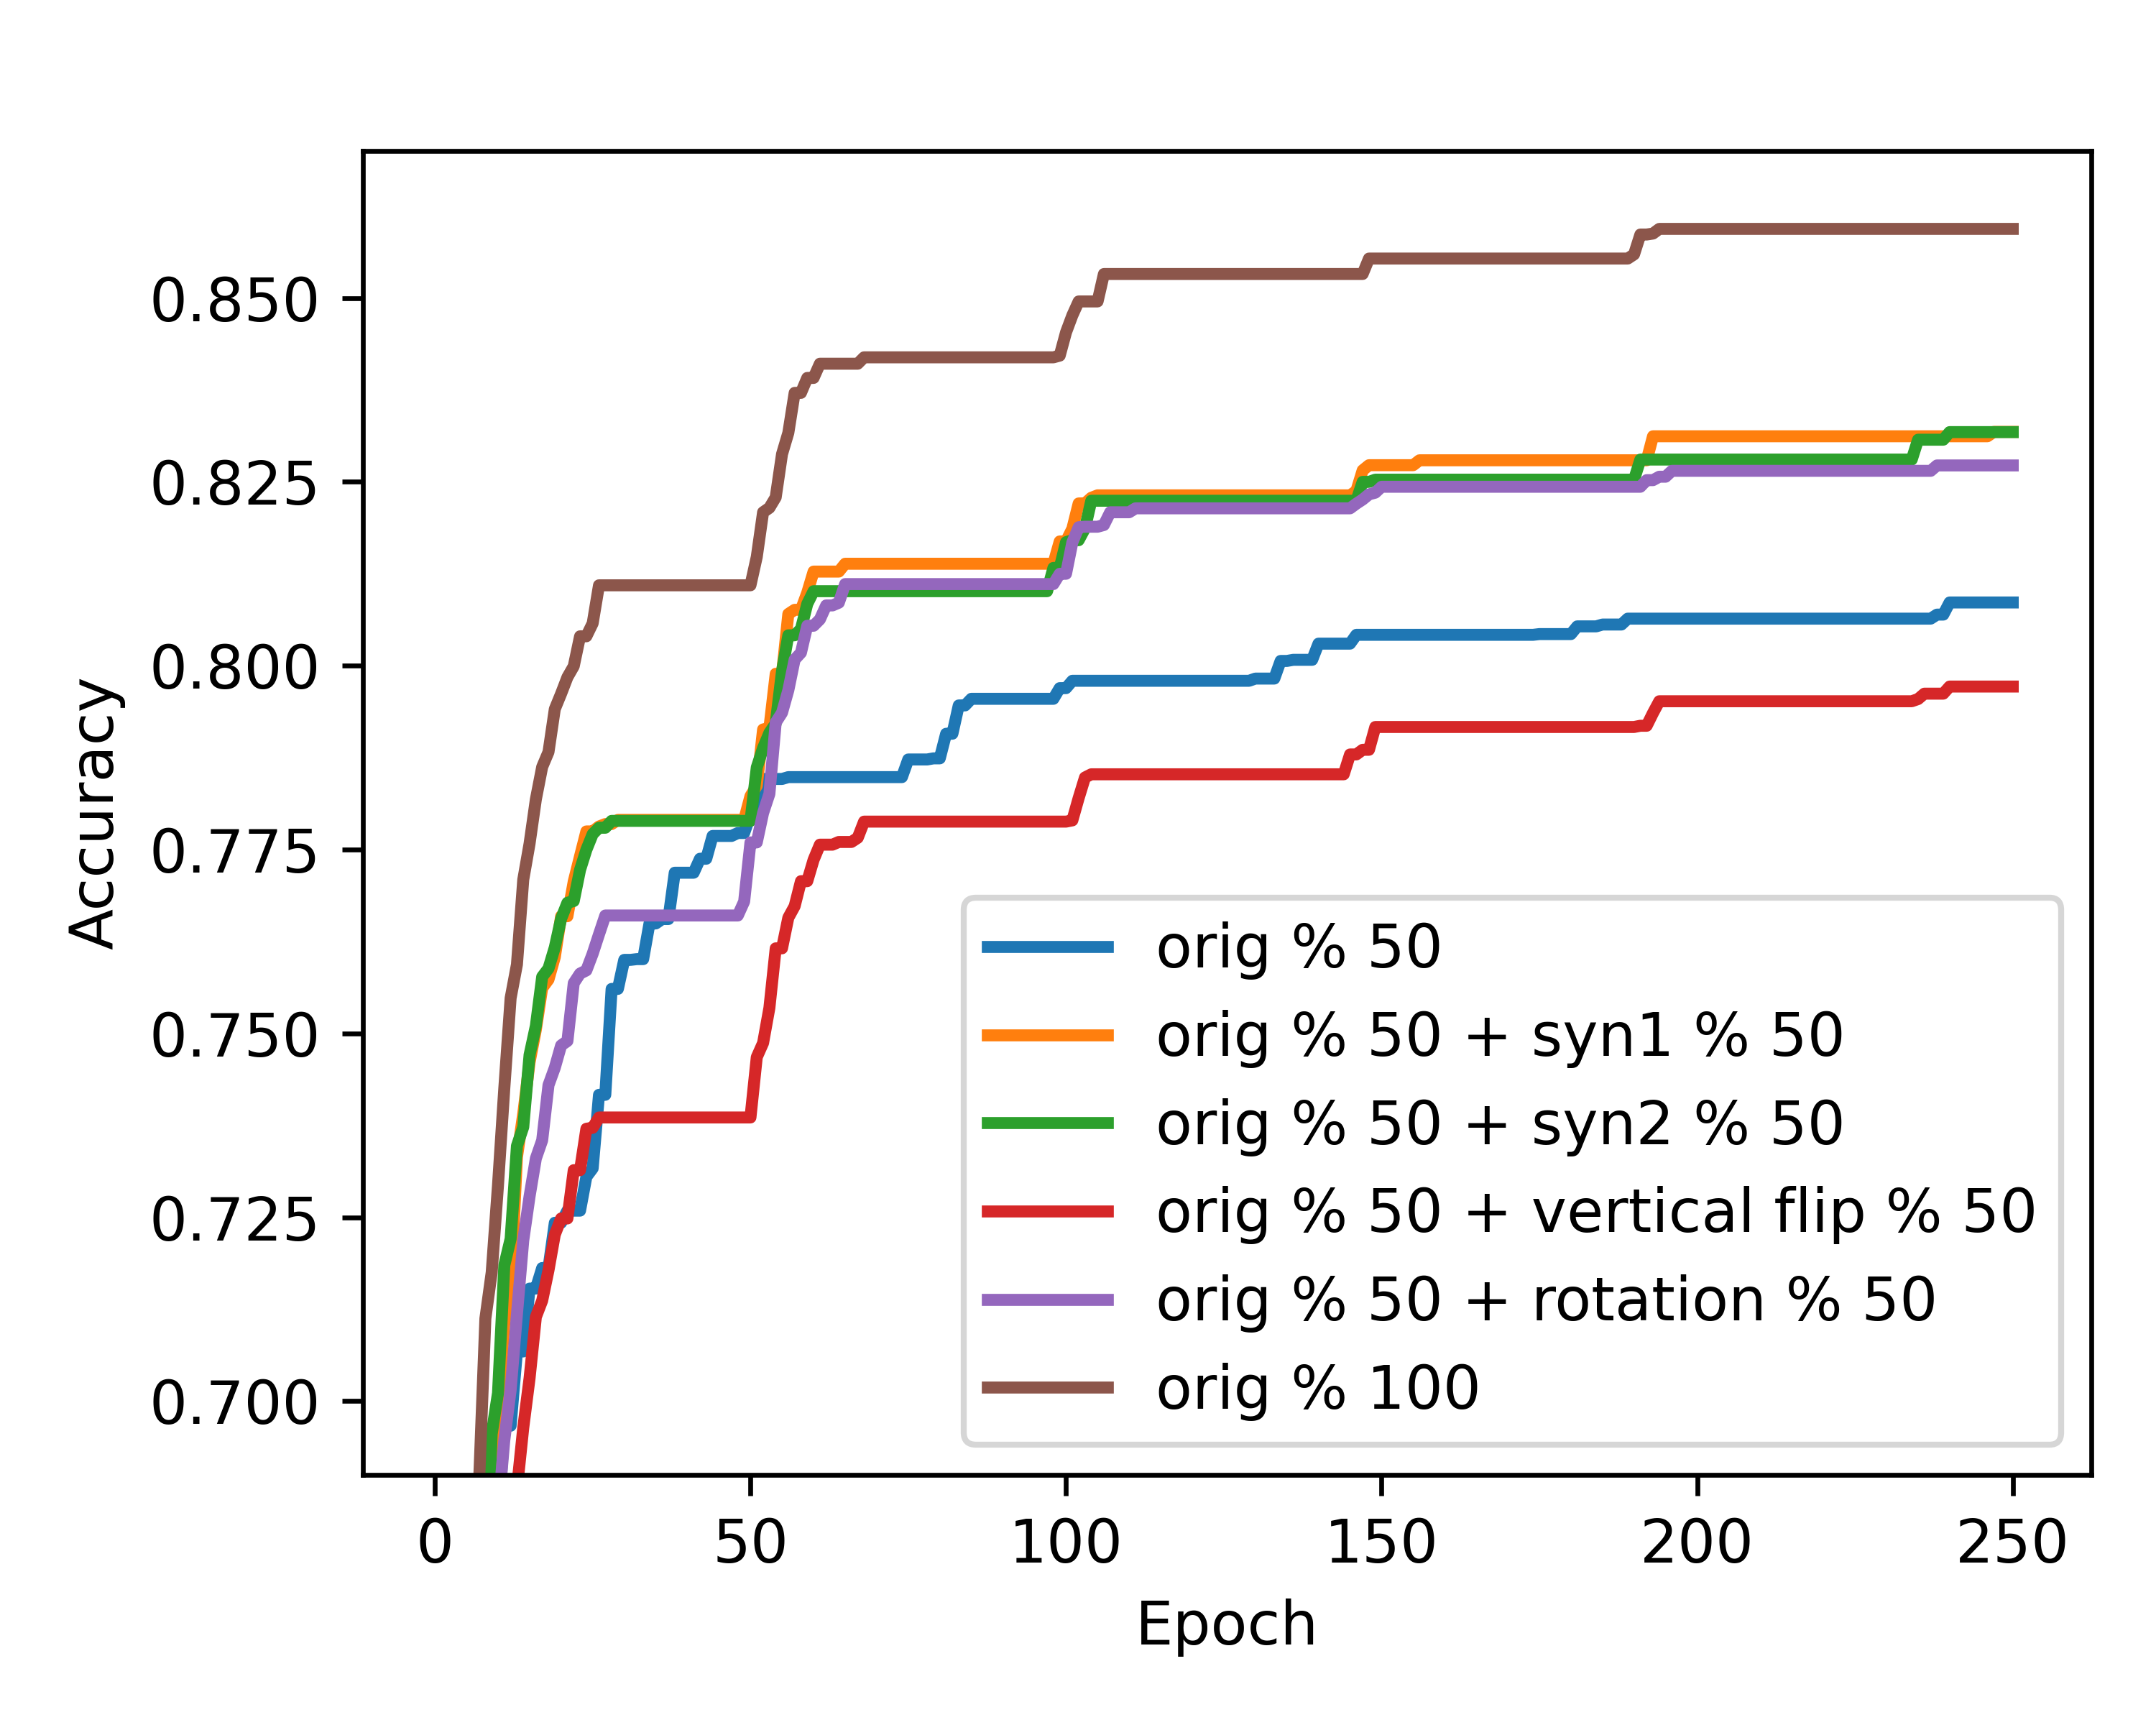 0.850
0.825
0.800
0.775
0.750
0.725
0.700
Accuracy
orig % 50
orig % 50 + syn1 % 50
orig % 50 + syn2 % 50
orig % 50 + vertical flip % 50
orig % 50 + rotation % 50
orig % 100
0 50 100 150 200 250
Epoch